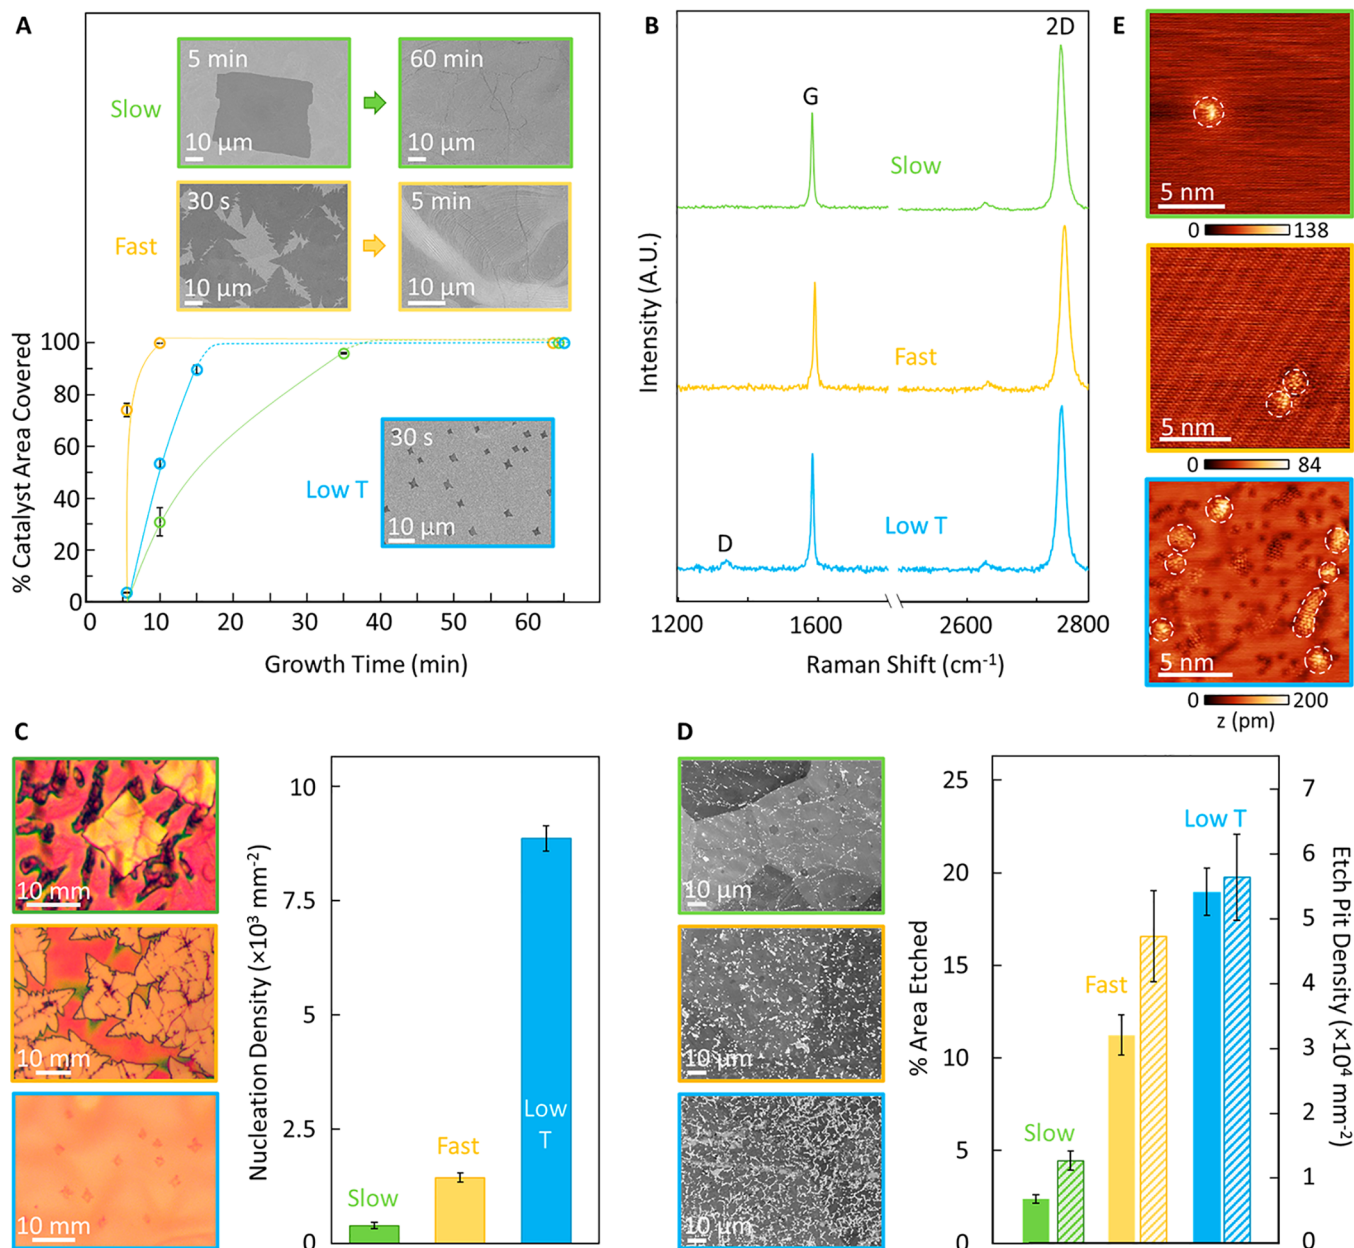 A
Slow
5 min
10 µm
60 min
10 µm
Fast
30 s
10 µm
5 min
10 µm
Low T
30 s
10 µm
% Catalyst Area Covered
100
80
60
40
20
0
0 10 20 30 40 50 60
Growth Time (min)
B
2D
G
Slow
Fast
Low T
D
Intensity (A.U.)
1200 1600 2600 2800
Raman Shift (cm-1)
E
5 nm
0 138
5 nm
0 84
5 nm
0 200
z (pm)
C
10 mm
10 mm
10 mm
Nucleation Density (×10³ mm-2)
10
7.5
5
2.5
0
Slow
Fast
Low
T
D
10 µm
10 µm
10 µm
% Area Etched
25
20
15
10
5
0
Slow
Fast
Low T
7
6
5
4
3
2
1
0
Etch Pit Density (×10⁴ mm-2)